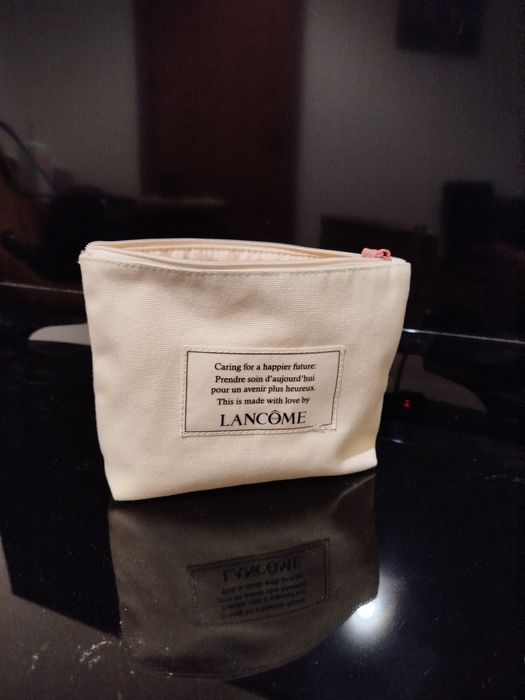 Caring for a happier future:
Prendre soin d'aujourd'hui
pour un avenir plus heureux.
This is made with love by
LANCÔME